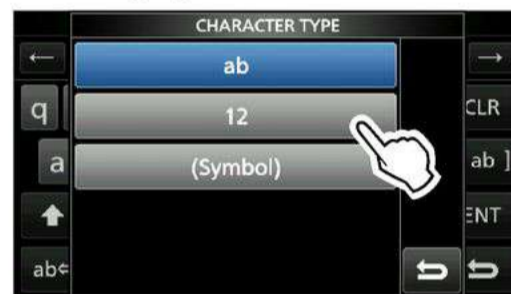 CHARACTER TYPE
← ab →
q 12 CLR
a (Symbol) ab ]
ENT
ab⇐